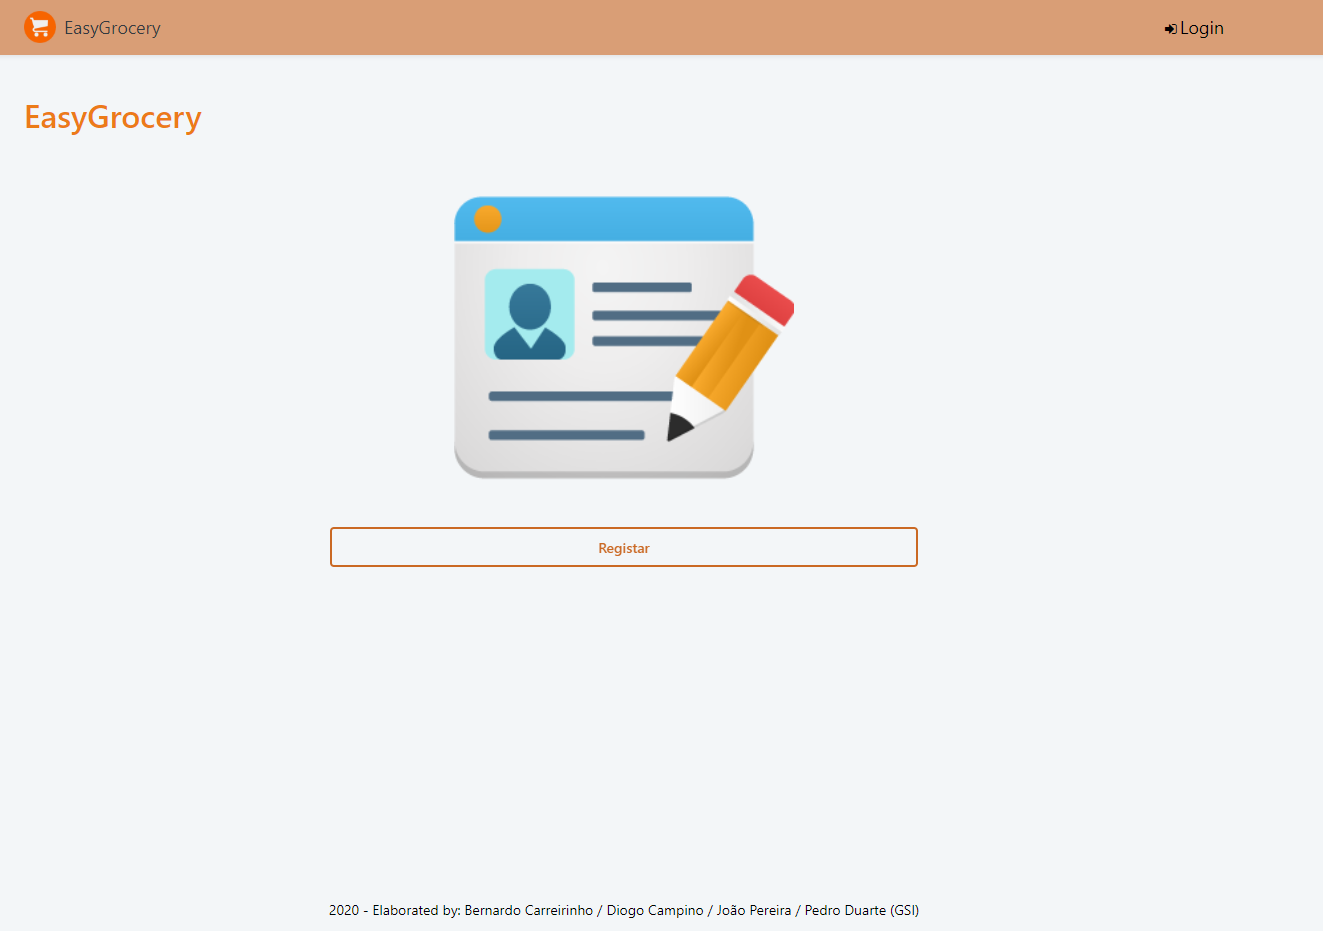 EasyGrocery
Login
EasyGrocery
Registar
2020 - Elaborated by: Bernardo Carreirinho / Diogo Campino / João Pereira / Pedro Duarte (GSI)